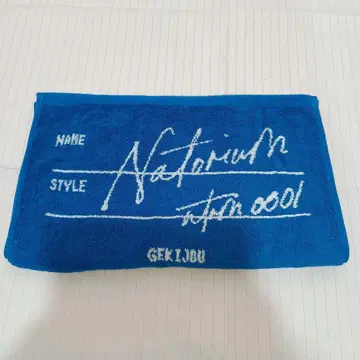 NAME
Natorium
STYLE
ntrm 0001
GEKIJOU